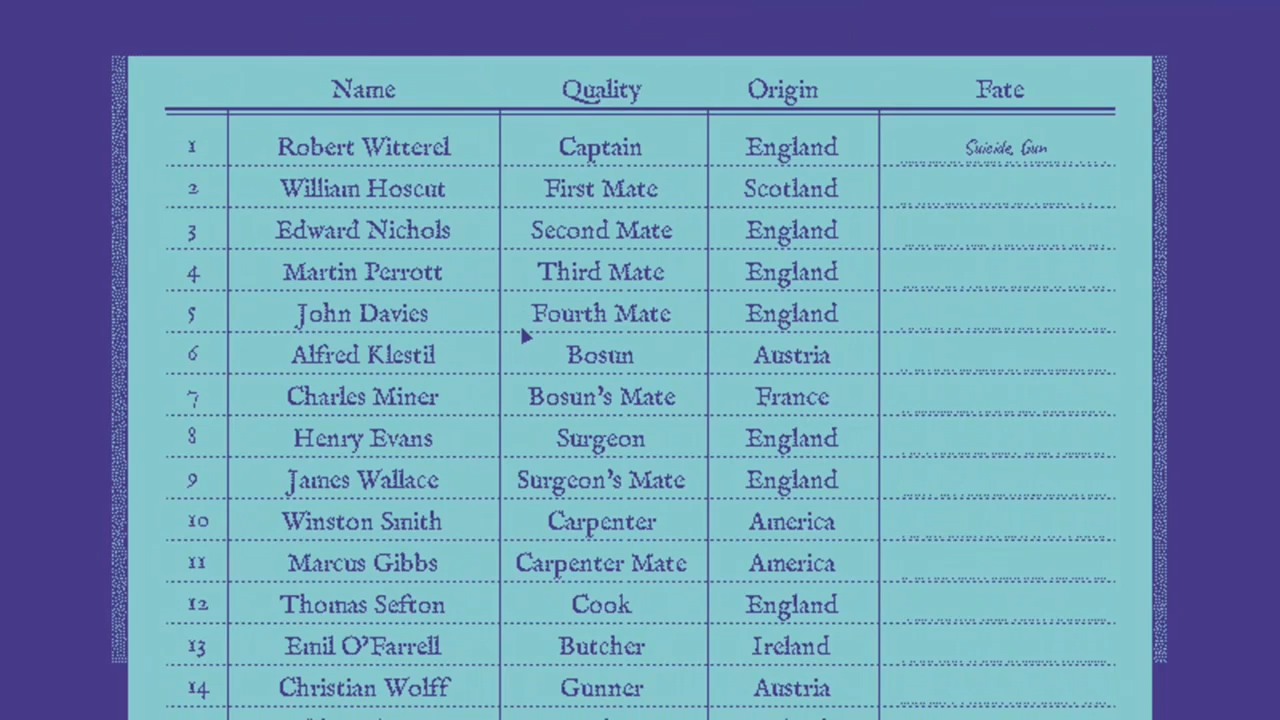 Name Quality Origin Fate
1 Robert Witterel Captain England Suicide, Gun
2 William Hoscut First Mate Scotland
3 Edward Nichols Second Mate England
4 Martin Perrott Third Mate England
5 John Davies Fourth Mate England
6 Alfred Klestil Bosun Austria
7 Charles Miner Bosun's Mate France
8 Henry Evans Surgeon England
9 James Wallace Surgeon's Mate England
10 Winston Smith Carpenter America
11 Marcus Gibbs Carpenter Mate America
12 Thomas Sefton Cook England
13 Emil O'Farrell Butcher Ireland
14 Christian Wolff Gunner Austria